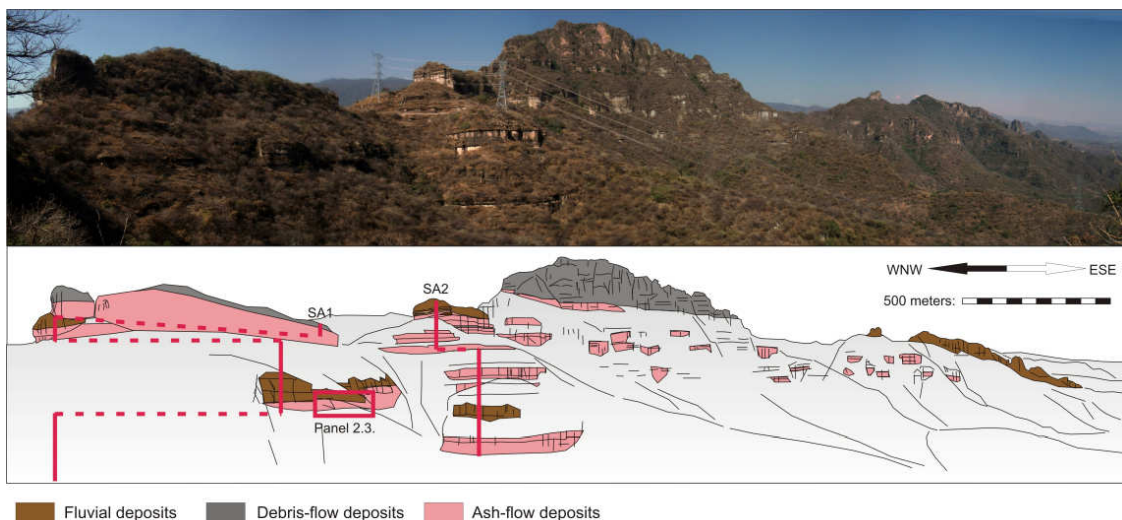 WNW ESE
500 meters:
SA1
SA2
Panel 2.3.
Fluvial deposits Debris-flow deposits Ash-flow deposits